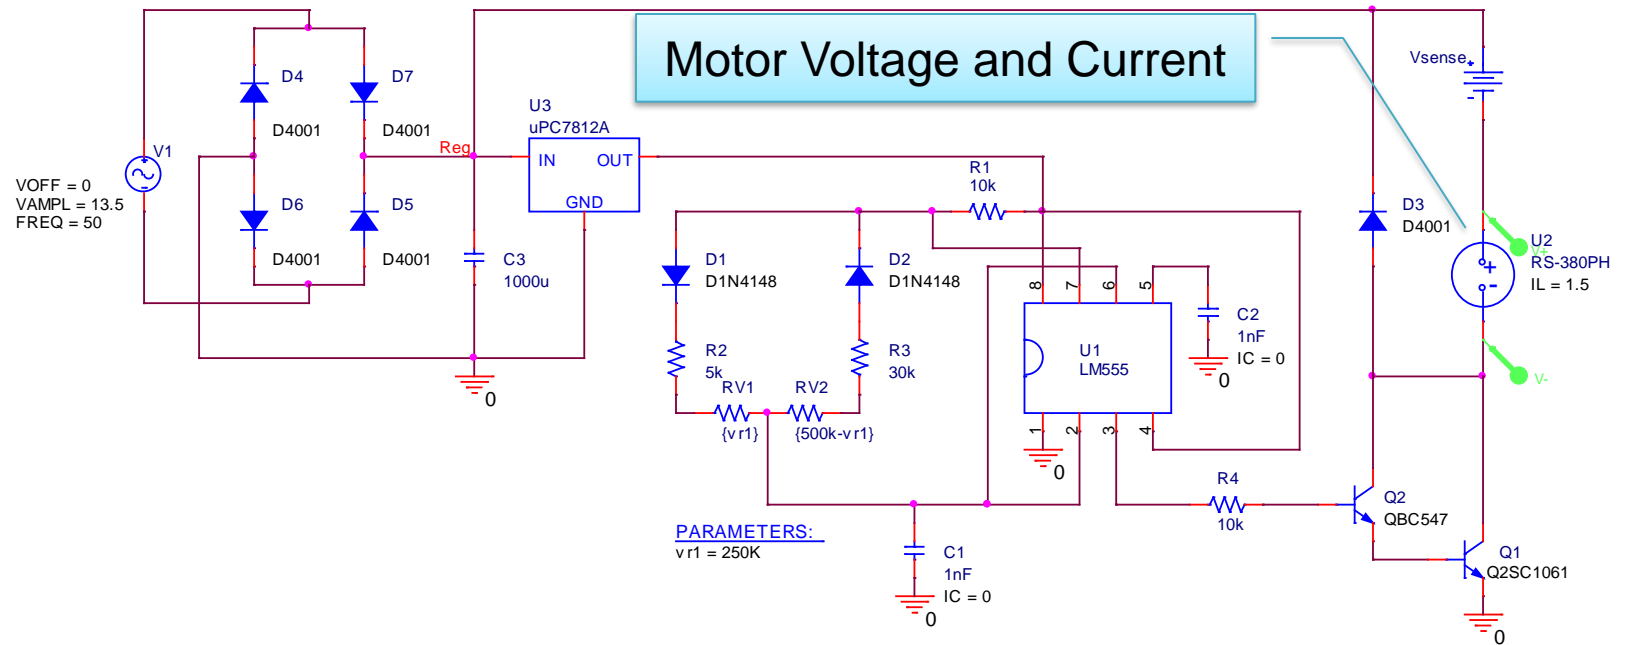 Motor Voltage and Current
Vsense
+
-
D4
D7
U3
uPC7812A
D4001
D4001
Reg
IN
OUT
GND
V1
VOFF = 0
VAMPL = 13.5
FREQ = 50
R1
10k
D6
D5
D4001
D4001
D3
D4001
C3
1000u
D1
D1N4148
D2
D1N4148
U2
V+
RS-380PH
IL = 1.5
8
7
6
5
C2
1nF
IC = 0
0
U1
LM555
R2
5k
R3
30k
0
RV1
{vr1}
RV2
{500k-vr1}
V-
1
2
3
4
0
R4
10k
Q2
QBC547
PARAMETERS:
vr1 = 250K
C1
1nF
IC = 0
0
Q1
Q2SC1061
0